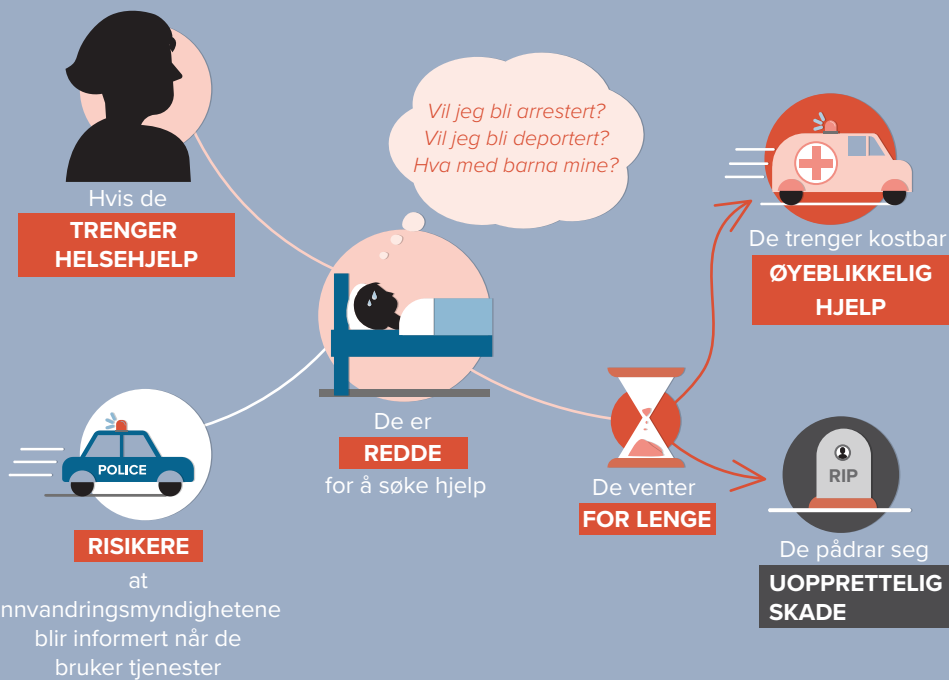 Hvis de
TRENGER
HELSEHJELP
Vil jeg bli arrestert?
Vil jeg bli deportert?
Hva med barna mine?
De er
REDDE
for å søke hjelp
POLICE
RISIKERE
at
nnvandringsmyndighetene
blir informert når de
bruker tjenester
De venter
FOR LENGE
De trenger kostbar
ØYEBLIKKELIG
HJELP
RIP
De pådrar seg
UOPPRETTELIG
SKADE